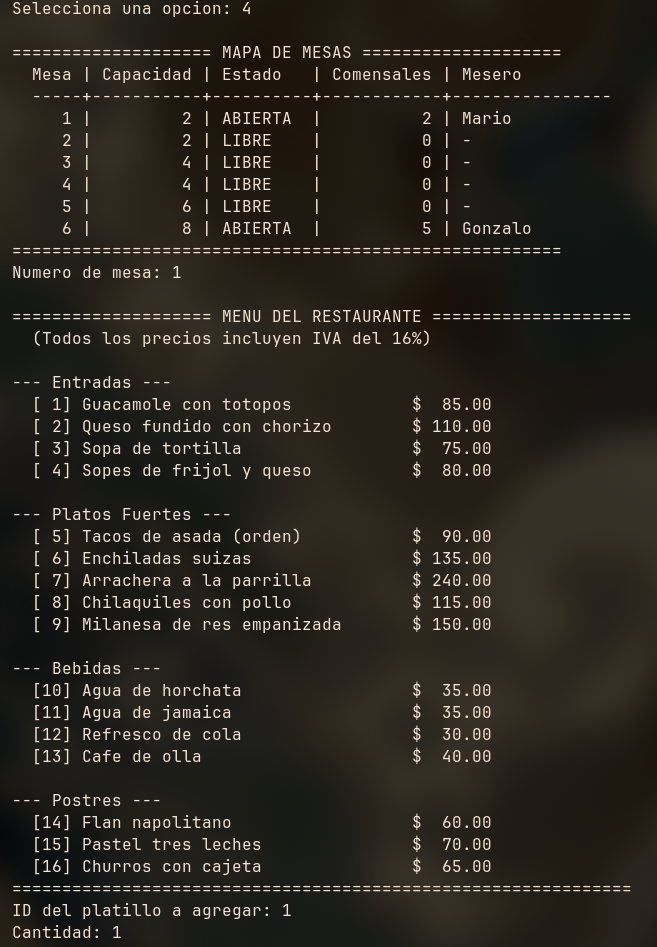 Selecciona una opcion: 4
==================== MAPA DE MESAS ====================
Mesa | Capacidad | Estado   | Comensales | Mesero
-----+-----------+----------+------------+----------------
   1 |         2 | ABIERTA  |          2 | Mario
   2 |         2 | LIBRE    |          0 | -
   3 |         4 | LIBRE    |          0 | -
   4 |         4 | LIBRE    |          0 | -
   5 |         6 | LIBRE    |          0 | -
   6 |         8 | ABIERTA  |          5 | Gonzalo
=======================================================
Numero de mesa: 1
==================== MENU DEL RESTAURANTE ====================
(Todos los precios incluyen IVA del 16%)
--- Entradas ---
[ 1] Guacamole con totopos            $  85.00
[ 2] Queso fundido con chorizo        $ 110.00
[ 3] Sopa de tortilla                 $  75.00
[ 4] Sopes de frijol y queso          $  80.00
--- Platos Fuertes ---
[ 5] Tacos de asada (orden)           $  90.00
[ 6] Enchiladas suizas                $ 135.00
[ 7] Arrachera a la parrilla          $ 240.00
[ 8] Chilaquiles con pollo            $ 115.00
[ 9] Milanesa de res empanizada       $ 150.00
--- Bebidas ---
[10] Agua de horchata                 $  35.00
[11] Agua de jamaica                  $  35.00
[12] Refresco de cola                 $  30.00
[13] Cafe de olla                     $  40.00
--- Postres ---
[14] Flan napolitano                  $  60.00
[15] Pastel tres leches               $  70.00
[16] Churros con cajeta               $  65.00
==============================================================
ID del platillo a agregar: 1
Cantidad: 1